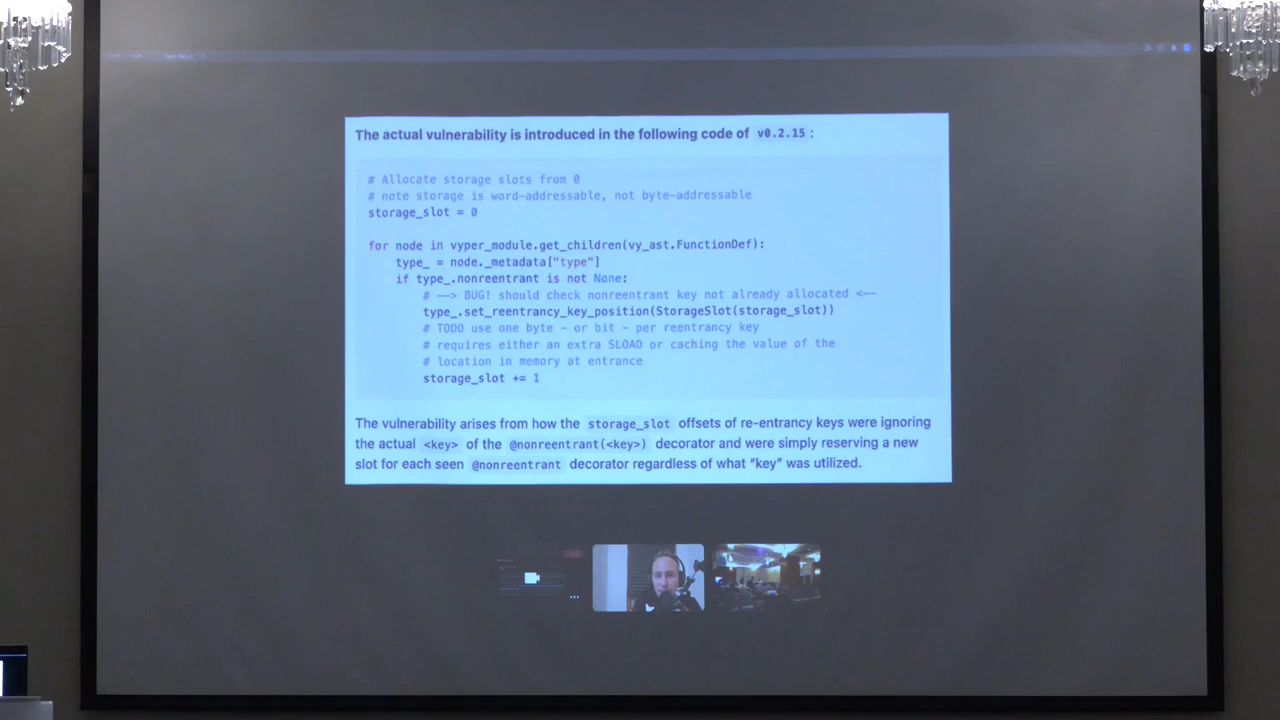 The actual vulnerability is introduced in the following code of v0.2.15 :
# Allocate storage slots from 0
# note storage is word-addressable, not byte-addressable
storage_slot = 0
for node in vyper_module.get_children(vy_ast.FunctionDef):
type_ = node._metadata["type"]
if type_.nonreentrant is not None:
# —> BUG! should check nonreentrant key not already allocated <—
type_.set_reentrancy_key_position(StorageSlot(storage_slot))
# TODO use one byte - or bit - per reentrancy key
# requires either an extra SLOAD or caching the value of the
# location in memory at entrance
storage_slot += 1
The vulnerability arises from how the storage_slot offsets of re-entrancy keys were ignoring
the actual <key> of the @nonreentrant(<key>) decorator and were simply reserving a new
slot for each seen @nonreentrant decorator regardless of what “key” was utilized.
LIVE